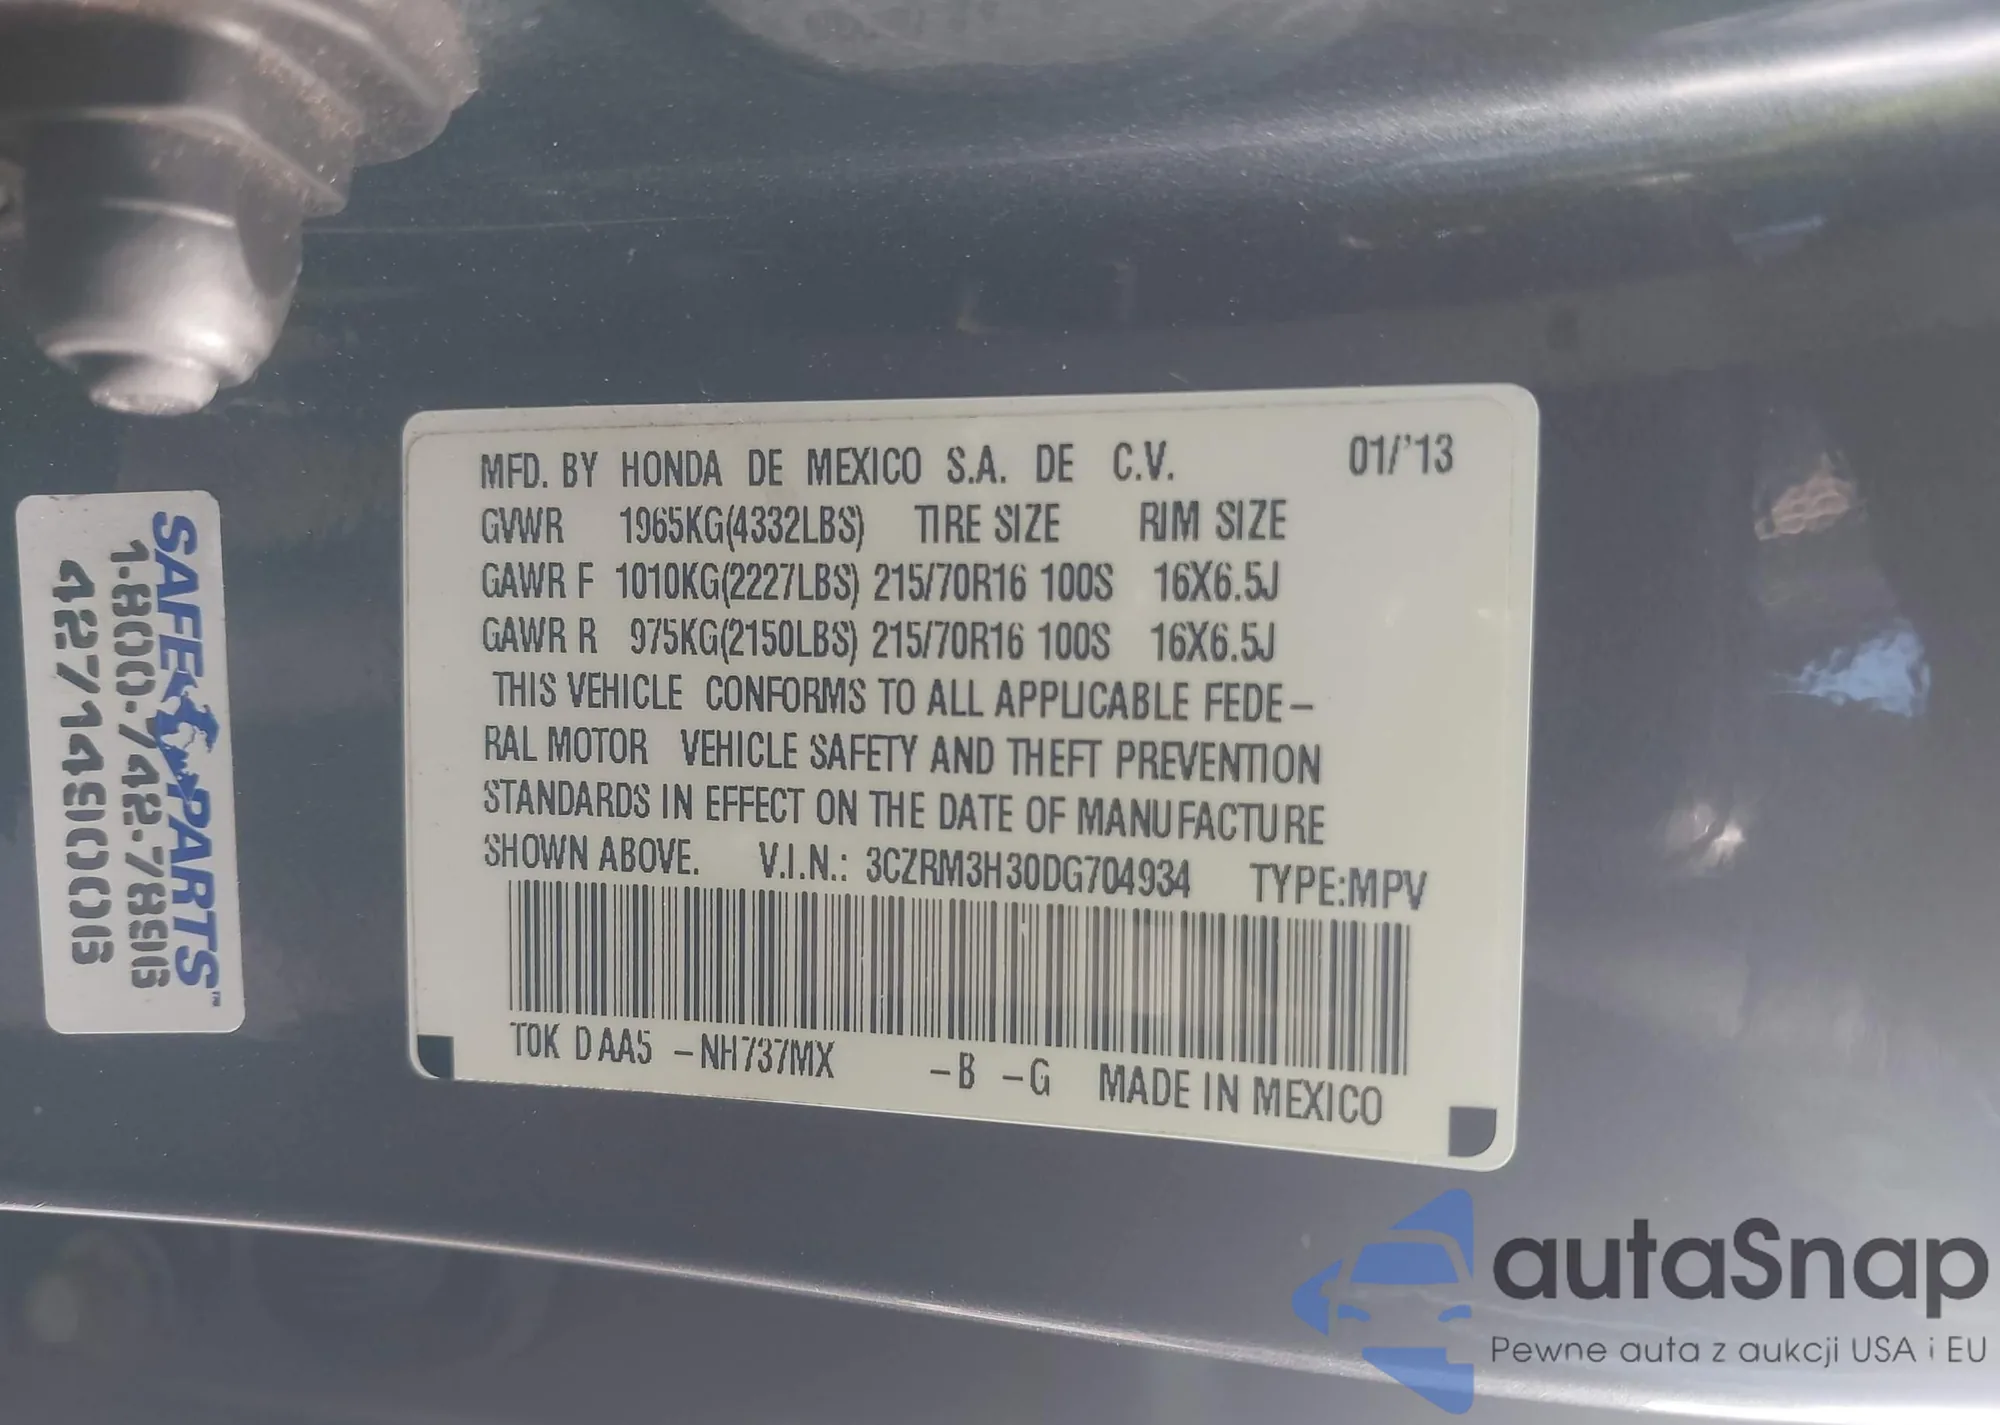 MFD. BY HONDA DE MEXICO S.A. DE C.V. 01/'13
GVWR 1965KG(4332LBS) TIRE SIZE RIM SIZE
GAWR F 1010KG(2227LBS) 215/70R16 100S 16X6.5J
GAWR R 975KG(2150LBS) 215/70R16 100S 16X6.5J
THIS VEHICLE CONFORMS TO ALL APPLICABLE FEDE-
RAL MOTOR VEHICLE SAFETY AND THEFT PREVENTION
STANDARDS IN EFFECT ON THE DATE OF MANUFACTURE
SHOWN ABOVE. V.I.N.: 3CZRM3H30DG704934 TYPE:MPV
T0K DAA5 -NH737MX -B -G MADE IN MEXICO
SAFE PARTS™
1-800-742-7896
autaSnap
Pewne auta z aukcji USA i EU